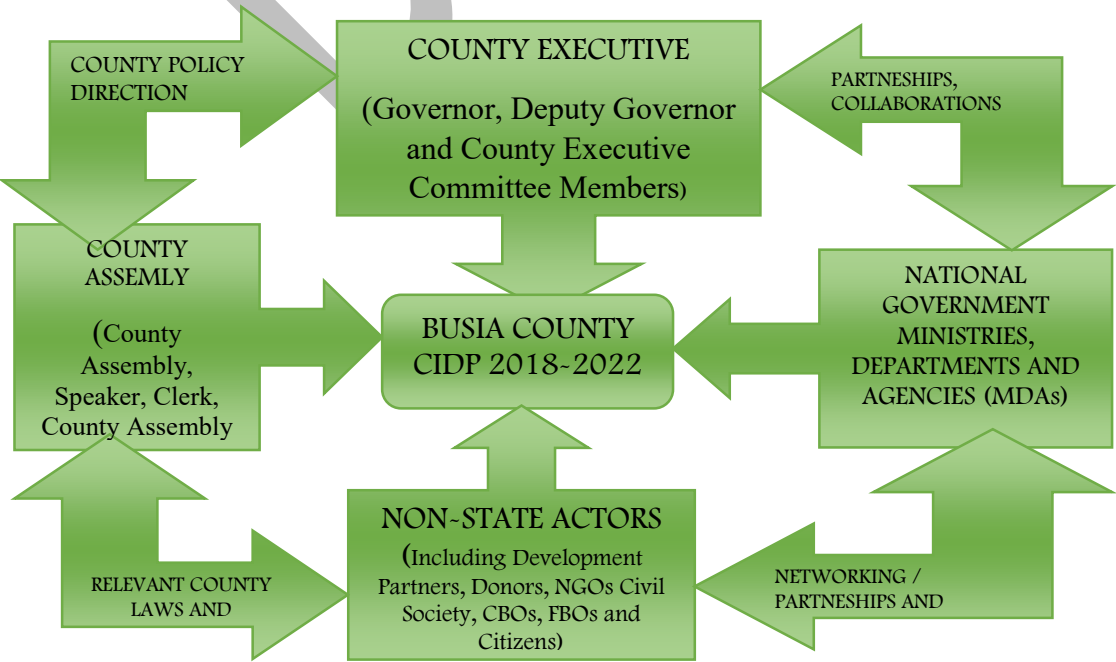 COUNTY POLICY
DIRECTION
COUNTY EXECUTIVE
(Governor, Deputy Governor
and County Executive
Committee Members)
PARTNESHIPS,
COLLABORATIONS
COUNTY
ASSEMLY
(County
Assembly,
Speaker, Clerk,
County Assembly
BUSIA COUNTY
CIDP 2018-2022
NATIONAL
GOVERNMENT
MINISTRIES,
DEPARTMENTS AND
AGENCIES (MDAs)
RELEVANT COUNTY
LAWS AND
NON-STATE ACTORS
(Including Development
Partners, Donors, NGOs Civil
Society, CBOs, FBOs and
Citizens)
NETWORKING /
PARTNESHIPS AND